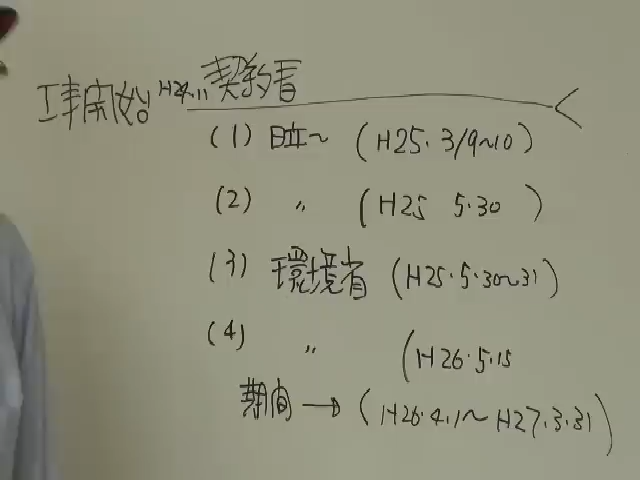 工事開始 H24.11 契約書
(1) 日立~ (H25.3/9~10)
(2) 〃 (H25 5.30 )
(3) 環境省 (H25.5.30~31)
(4) 〃 (H26.5.15
期間 → (H26.4.1~H27.3.31)